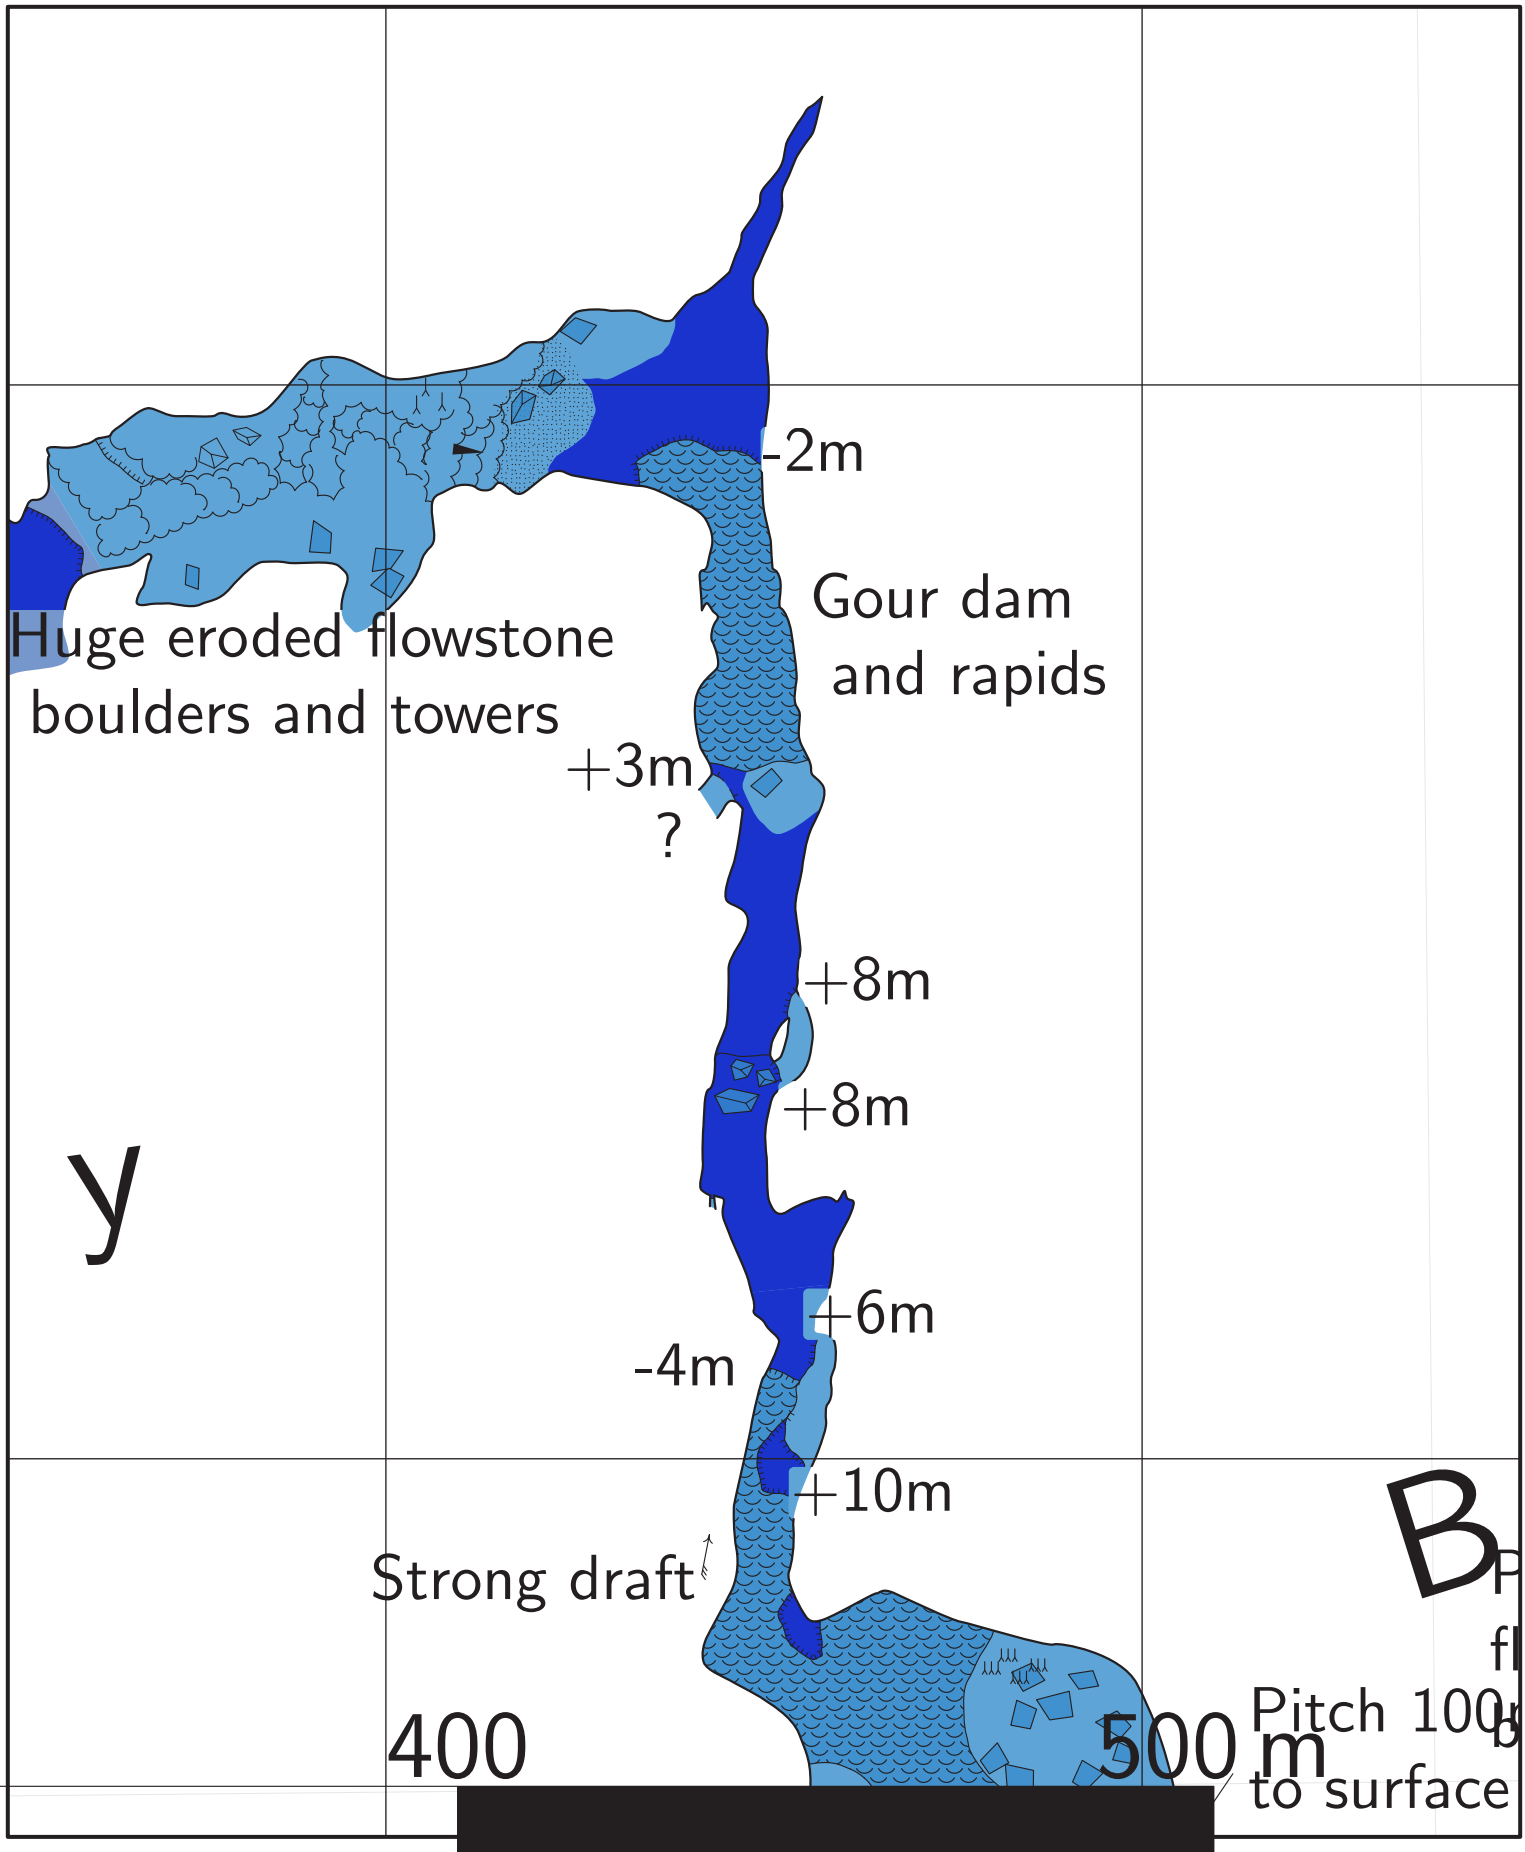 -2m
Gour dam
and rapids
Huge eroded flowstone
boulders and towers
+3m
?
+8m
+8m
y
+6m
-4m
+10m
B
Strong draft
400
500 m
Pitch 100
to surface